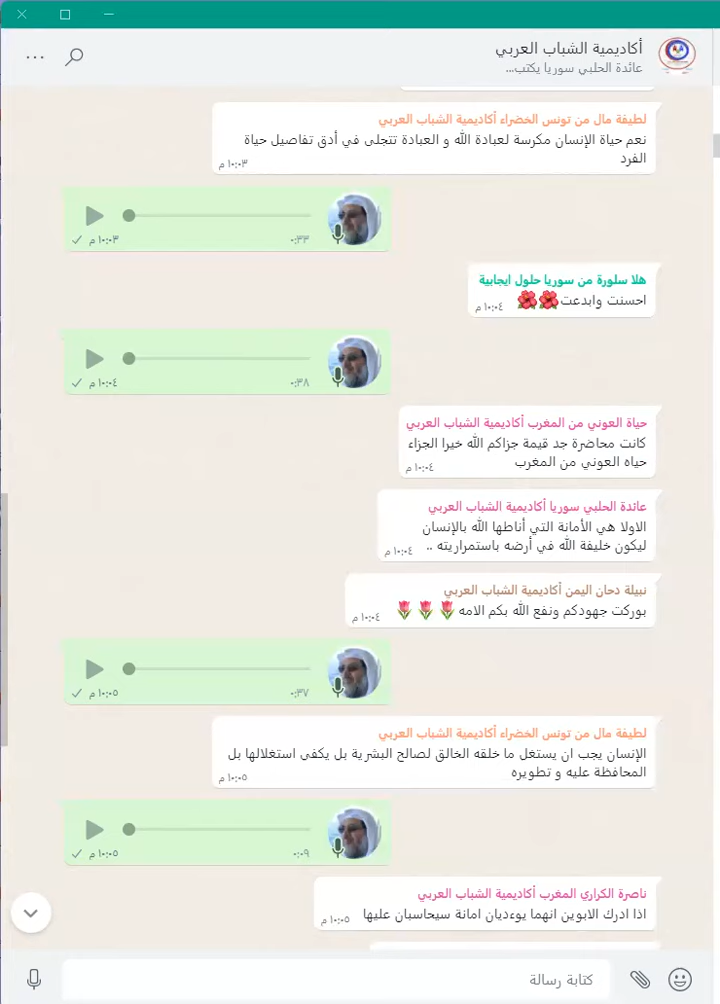 أكاديمية الشباب العربي
عائدة الحلبي سوريا يكتب...
لطيفة مال من تونس الخضراء أكاديمية الشباب العربي
نعم حياة الإنسان مكرسة لعبادة الله و العبادة تتجلى في أدق تفاصيل حياة
الفرد
١٠:٠٣ م
٠:٣٣
١٠:٠٣ م
هلا سلورة من سوريا حلول ايجابية
احسنت وابدعت🌺🌺
١٠:٠٤ م
٠:٣٨
١٠:٠٤ م
حياة العوني من المغرب أكاديمية الشباب العربي
كانت محاضرة جد قيمة جزاكم الله خيرا الجزاء
حياه العوني من المغرب
١٠:٠٤ م
عائدة الحلبي سوريا أكاديمية الشباب العربي
الاولا هي الأمانة التي أناطها الله بالإنسان
ليكون خليفة الله في أرضه باستمراريته ..
١٠:٠٤ م
نبيلة دحان اليمن أكاديمية الشباب العربي
بوركت جهودكم ونفع الله بكم الامه🌷🌷🌷
١٠:٠٤ م
٠:٣٧
١٠:٠٥ م
لطيفة مال من تونس الخضراء أكاديمية الشباب العربي
الإنسان يجب ان يستغل ما خلقه الخالق لصالح البشرية بل يكفي استغلالها بل
المحافظة عليه و تطويره
١٠:٠٥ م
٠:٠٩
١٠:٠٥ م
ناصرة الكراري المغرب أكاديمية الشباب العربي
اذا ادرك الابوين انهما يوءديان امانة سيحاسبان عليها
١٠:٠٥ م
كتابة رسالة